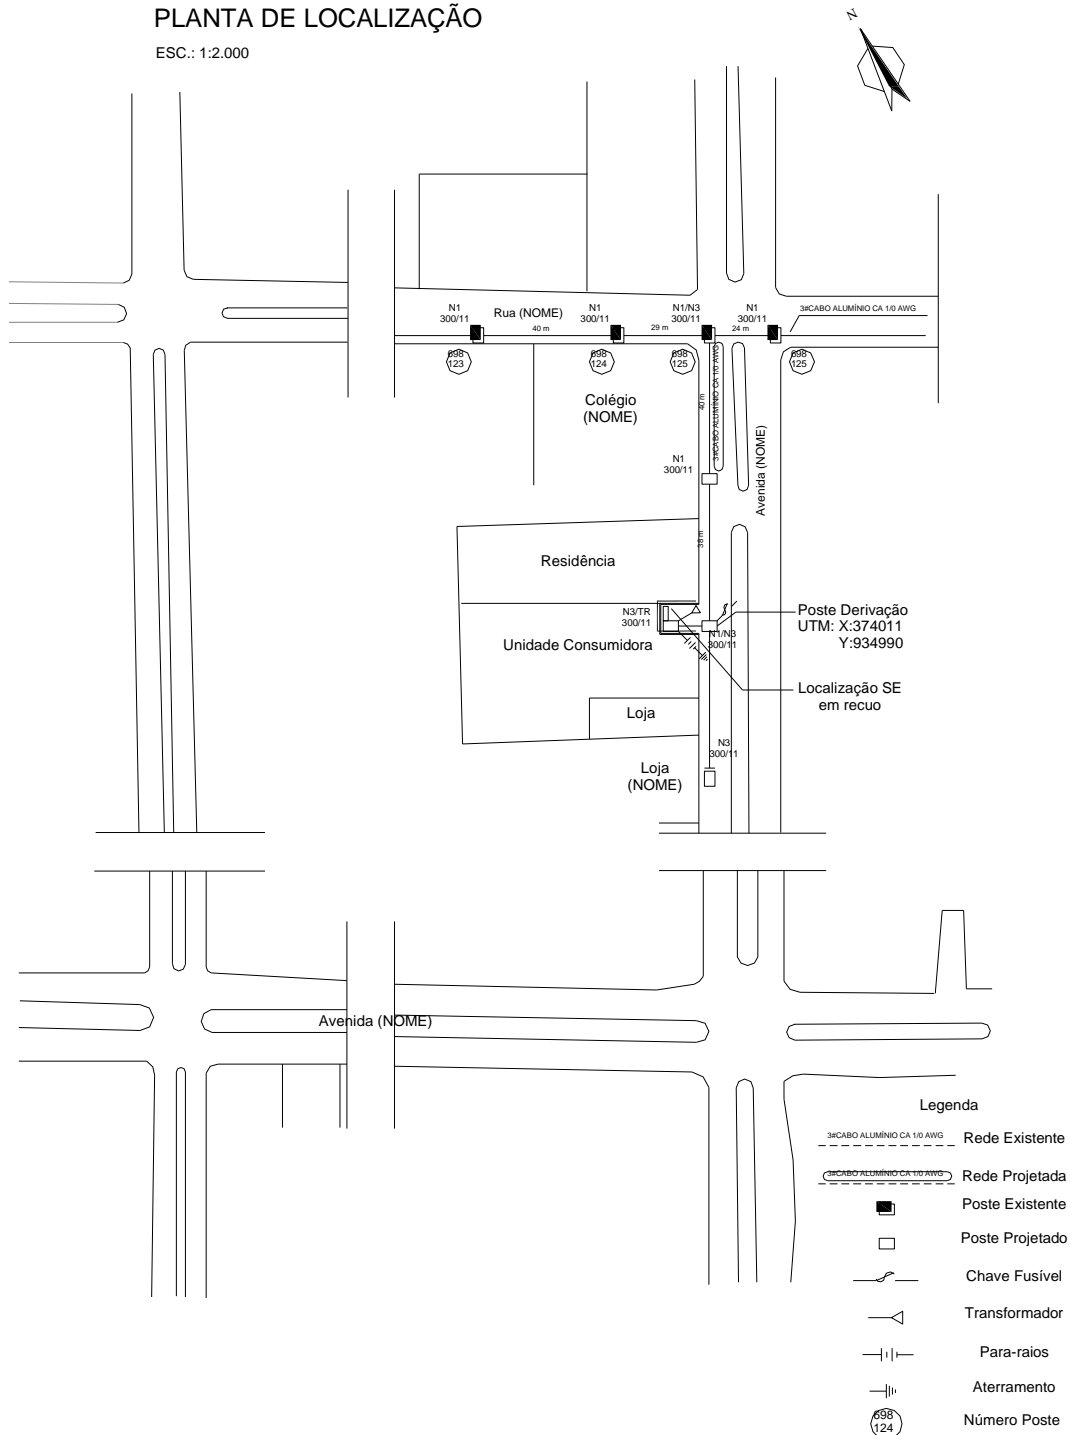 PLANTA DE LOCALIZAÇÃO
ESC.: 1:2.000
N
N1
300/11
Rua (NOME)
40 m
N1
300/11
29 m
N1/N3
300/11
24 m
N1
300/11
3#CABO ALUMÍNIO CA 1/0 AWG
698
123
698
124
698
125
698
125
Colégio
(NOME)
40 m
3#CABO ALUMÍNIO CA 1/0 AWG
Avenida (NOME)
N1
300/11
38 m
Residência
N3/TR
300/11
Unidade Consumidora
N1/N3
300/11
Poste Derivação
UTM: X:374011
Y:934990
Localização SE
em recuo
Loja
N3
300/11
Loja
(NOME)
Avenida (NOME)
Legenda
3#CABO ALUMÍNIO CA 1/0 AWG
Rede Existente
3#CABO ALUMÍNIO CA 1/0 AWG
Rede Projetada
Poste Existente
Poste Projetado
Chave Fusível
Transformador
Para-raios
Aterramento
698
124
Número Poste